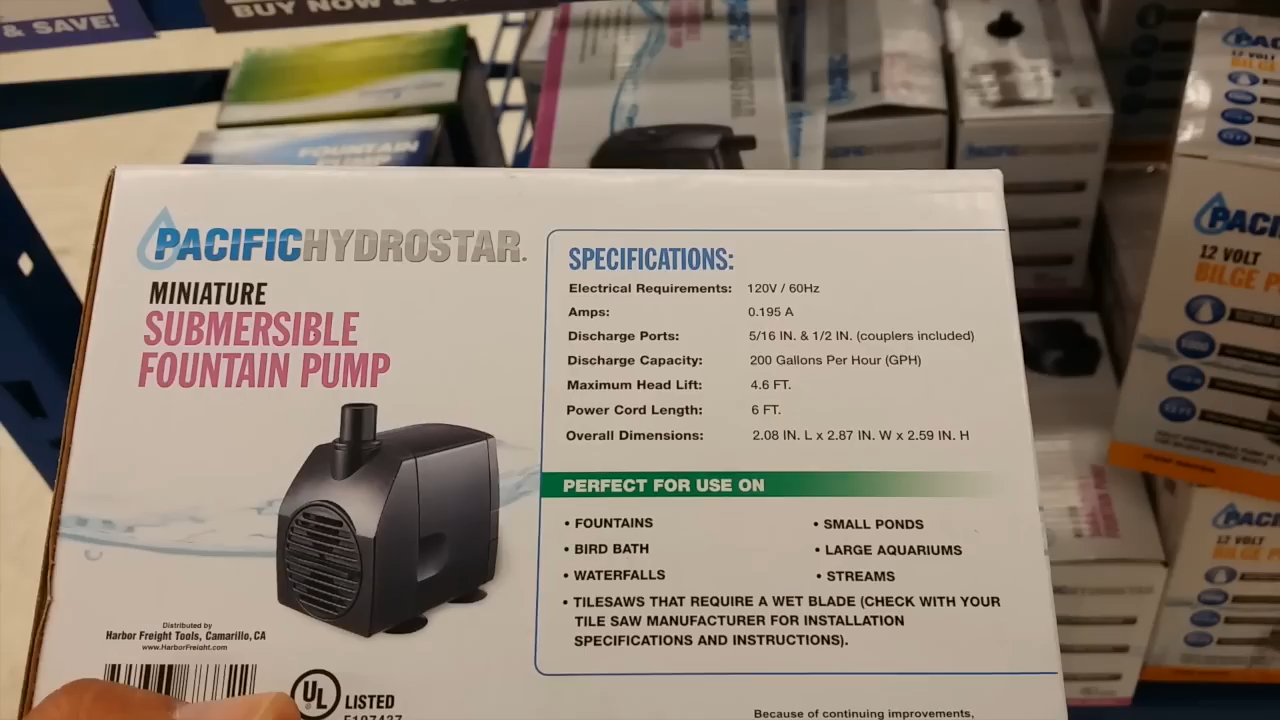 & SAVE!
BUY NOW &
FOUNTAIN
PACIFICHYDROSTAR.
MINIATURE
SUBMERSIBLE
FOUNTAIN PUMP
Distributed by
Harbor Freight Tools, Camarillo, CA
www.HarborFreight.com
UL LISTED
SPECIFICATIONS:
Electrical Requirements: 120V / 60Hz
Amps: 0.195 A
Discharge Ports: 5/16 IN. & 1/2 IN. (couplers included)
Discharge Capacity: 200 Gallons Per Hour (GPH)
Maximum Head Lift: 4.6 FT.
Power Cord Length: 6 FT.
Overall Dimensions: 2.08 IN. L x 2.87 IN. W x 2.59 IN. H
PERFECT FOR USE ON
• FOUNTAINS
• BIRD BATH
• WATERFALLS
• SMALL PONDS
• LARGE AQUARIUMS
• STREAMS
• TILESAWS THAT REQUIRE A WET BLADE (CHECK WITH YOUR
TILE SAW MANUFACTURER FOR INSTALLATION
SPECIFICATIONS AND INSTRUCTIONS).
Because of continuing improvements,
12 VOLT
BILGE
12 VOLT